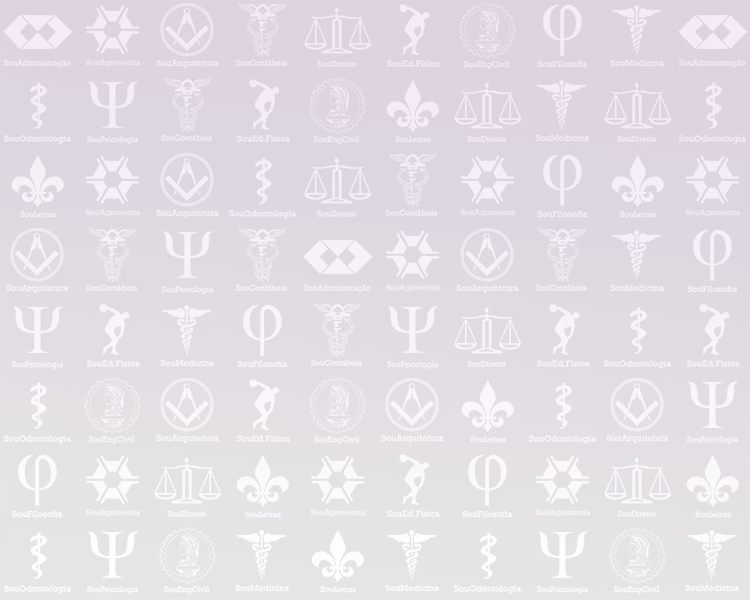 SouAdministração SouAgronomia SouArquitetura SouContábeis SouDireito SouEd.Física SouEngCivil SouFilosofia SouMedicina SouAdministração
SouOdontologia SouPsicologia SouContábeis SouEd.Física SouEngCivil SouLetras SouDireito SouMedicina SouDireito SouOdontologia
SouLetras SouAgronomia SouArquitetura SouOdontologia SouDireito SouContábeis SouAgronomia SouFilosofia SouLetras SouAgronomia
SouArquitetura SouContábeis SouPsicologia SouContábeis SouAdministração SouAgronomia SouArquitetura SouContábeis SouMedicina SouFilosofia
SouPsicologia SouEd.Física SouMedicina SouFilosofia SouContábeis SouPsicologia SouDireito SouEd.Física SouOdontologia SouEd.Física
SouOdontologia SouEngCivil SouArquitetura SouEd.Física SouEngCivil SouArquitetura SouLetras SouOdontologia SouArquitetura SouPsicologia
SouFilosofia SouAgronomia SouDireito SouLetras SouAgronomia SouEd.Física SouFilosofia SouAgronomia SouDireito SouLetras
SouOdontologia SouPsicologia SouEngCivil SouMedicina SouLetras SouMedicina SouOdontologia SouPsicologia SouEngCivil SouMedicina